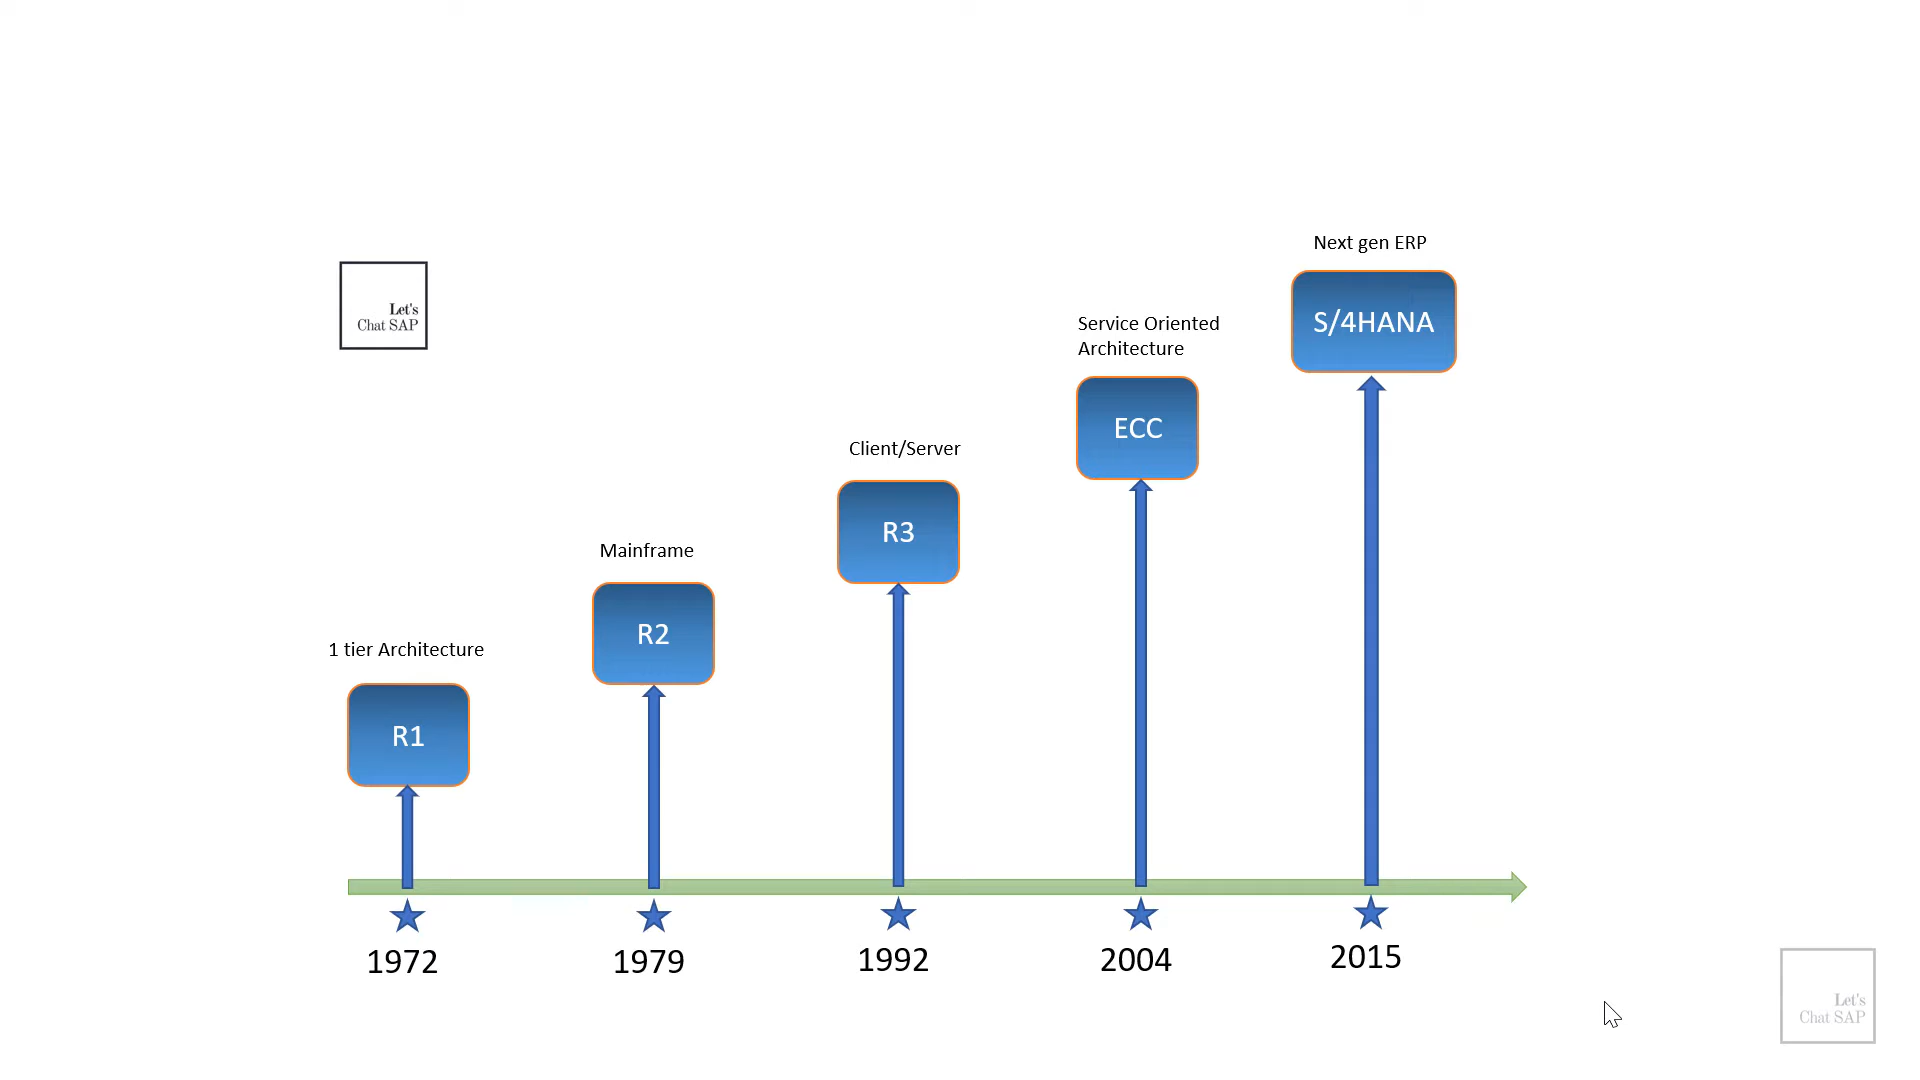 Next gen ERP
S/4HANA
Let's
Chat SAP
Service Oriented
Architecture
ECC
Client/Server
R3
Mainframe
R2
1 tier Architecture
R1
1972
1979
1992
2004
2015
Let's
Chat SAP